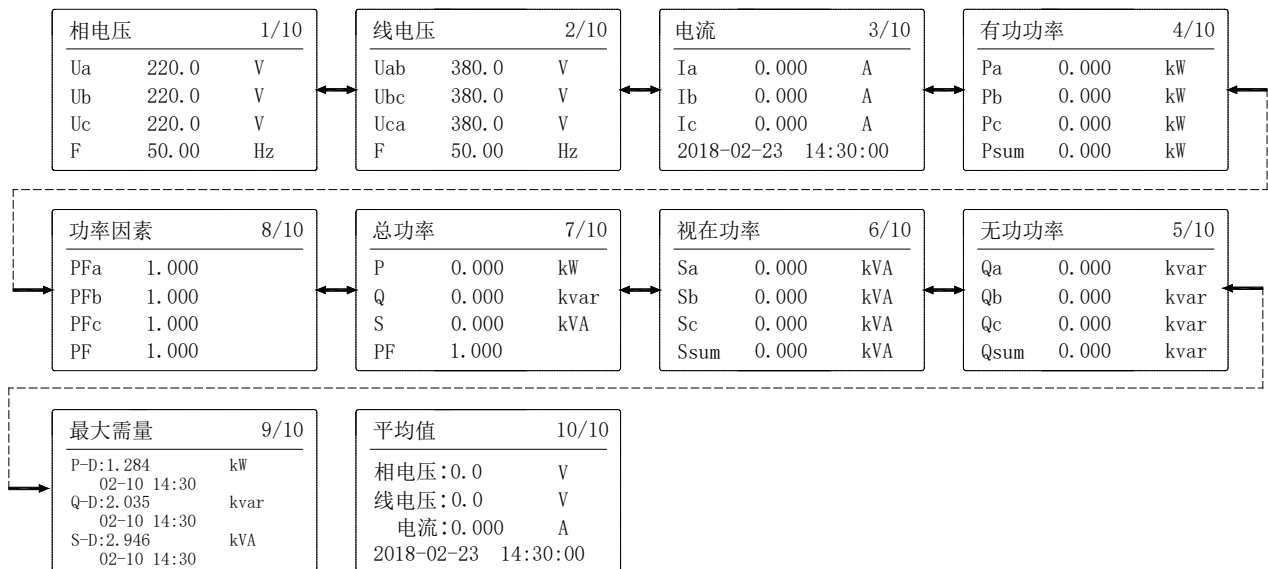 相电压 1/10
Ua 220.0 V
Ub 220.0 V
Uc 220.0 V
F 50.00 Hz
线电压 2/10
Uab 380.0 V
Ubc 380.0 V
Uca 380.0 V
F 50.00 Hz
电流 3/10
Ia 0.000 A
Ib 0.000 A
Ic 0.000 A
2018-02-23 14:30:00
有功功率 4/10
Pa 0.000 kW
Pb 0.000 kW
Pc 0.000 kW
Psum 0.000 kW
功率因素 8/10
PFa 1.000
PFb 1.000
PFc 1.000
PF 1.000
总功率 7/10
P 0.000 kW
Q 0.000 kvar
S 0.000 kVA
PF 1.000
视在功率 6/10
Sa 0.000 kVA
Sb 0.000 kVA
Sc 0.000 kVA
Ssum 0.000 kVA
无功功率 5/10
Qa 0.000 kvar
Qb 0.000 kvar
Qc 0.000 kvar
Qsum 0.000 kvar
最大需量 9/10
P-D:1.284 kW
02-10 14:30
Q-D:2.035 kvar
02-10 14:30
S-D:2.946 kVA
02-10 14:30
平均值 10/10
相电压:0.0 V
线电压:0.0 V
电流:0.000 A
2018-02-23 14:30:00